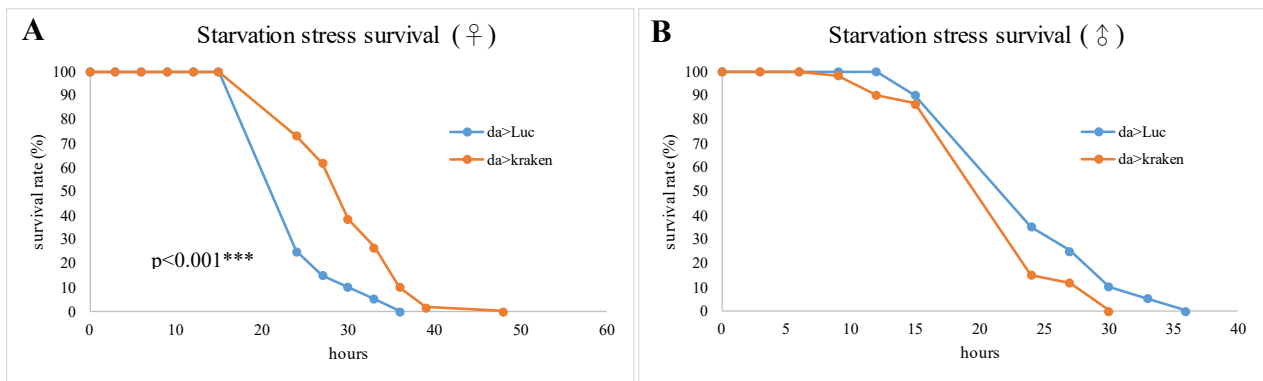 A
Starvation stress survival (♀)
100
90
80
70
60
50
40
30
20
10
0
survival rate (%)
da>Luc
da>kraken
p<0.001***
0 10 20 30 40 50 60
hours
B
Starvation stress survival (♂)
100
90
80
70
60
50
40
30
20
10
0
survival rate (%)
da>Luc
da>kraken
0 5 10 15 20 25 30 35 40
hours